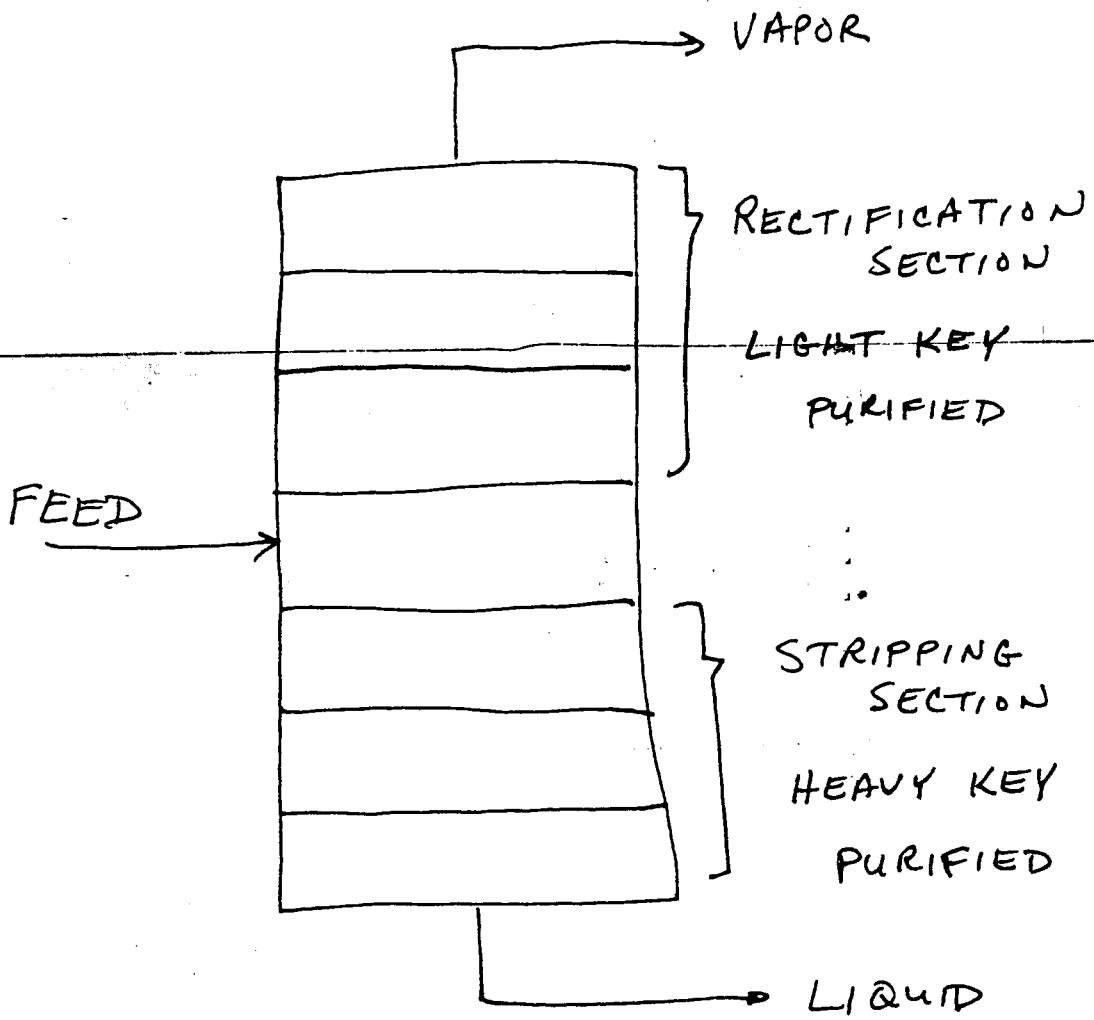 VAPOR
RECTIFICATION
SECTION
LIGHT KEY
PURIFIED
FEED
STRIPPING
SECTION
HEAVY KEY
PURIFIED
LIQUID